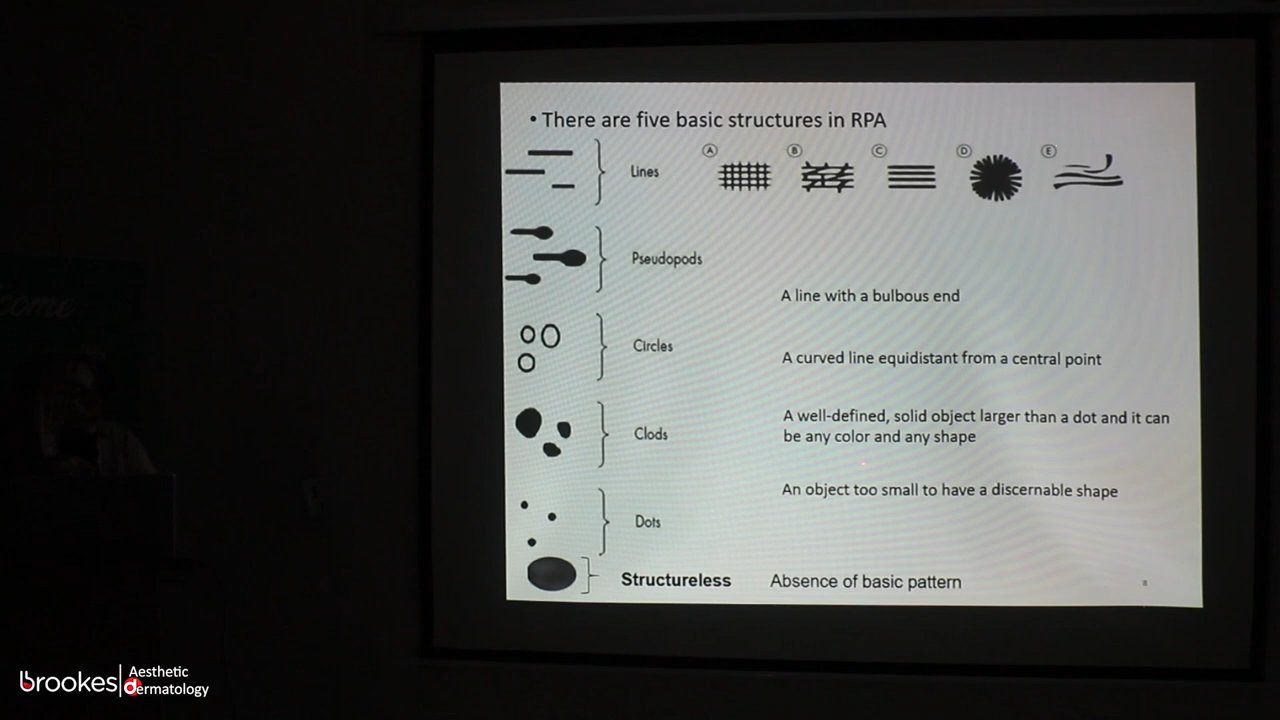 • There are five basic structures in RPA
A B C D E
Lines
Pseudopods
A line with a bulbous end
Circles
A curved line equidistant from a central point
A well-defined, solid object larger than a dot and it can
be any color and any shape
Clods
An object too small to have a discernable shape
Dots
Structureless Absence of basic pattern
8
come
brookes
Aesthetic
dermatology